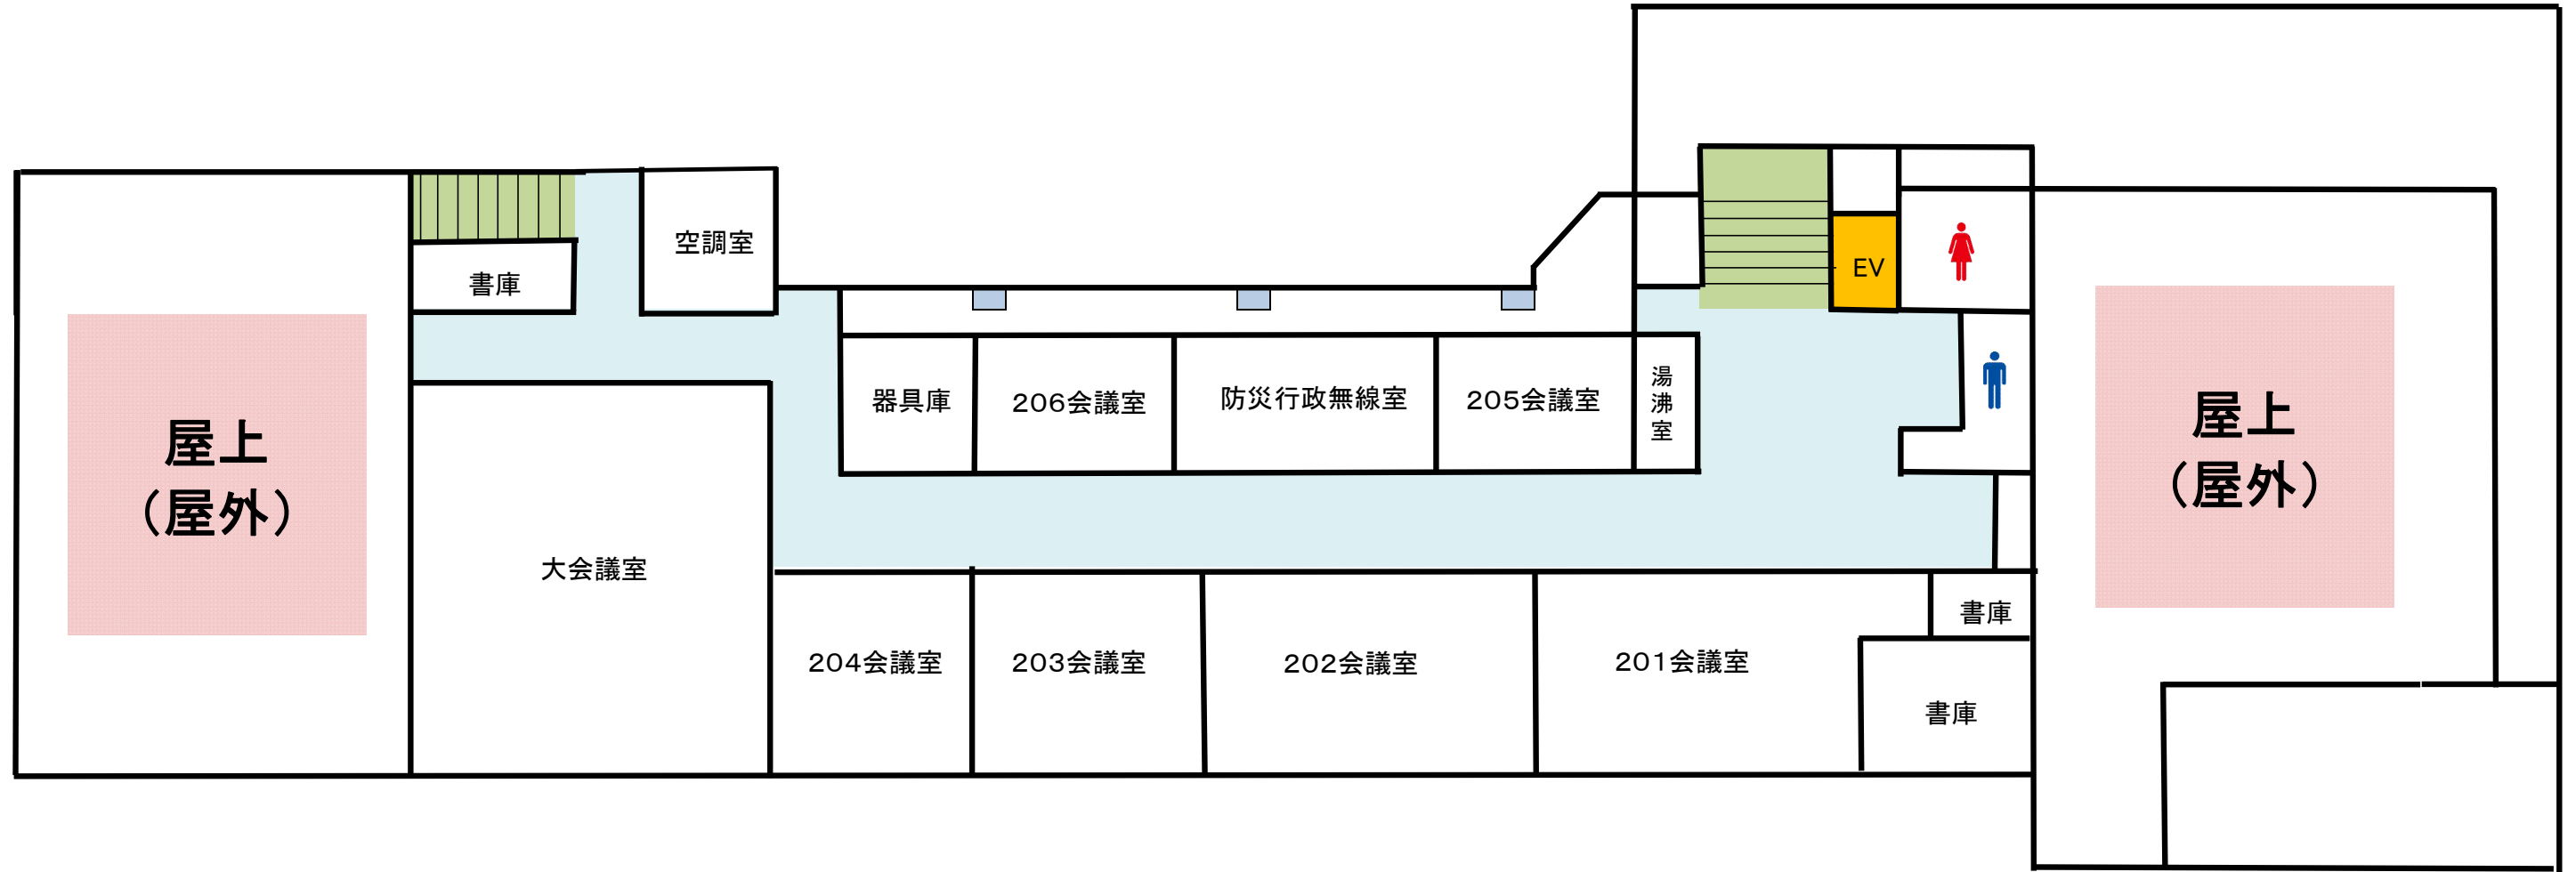 空調室
書庫
EV
器具庫
206会議室
防災行政無線室
205会議室
湯
沸
室
屋上
（屋外）
屋上
（屋外）
大会議室
204会議室
203会議室
202会議室
201会議室
書庫
書庫